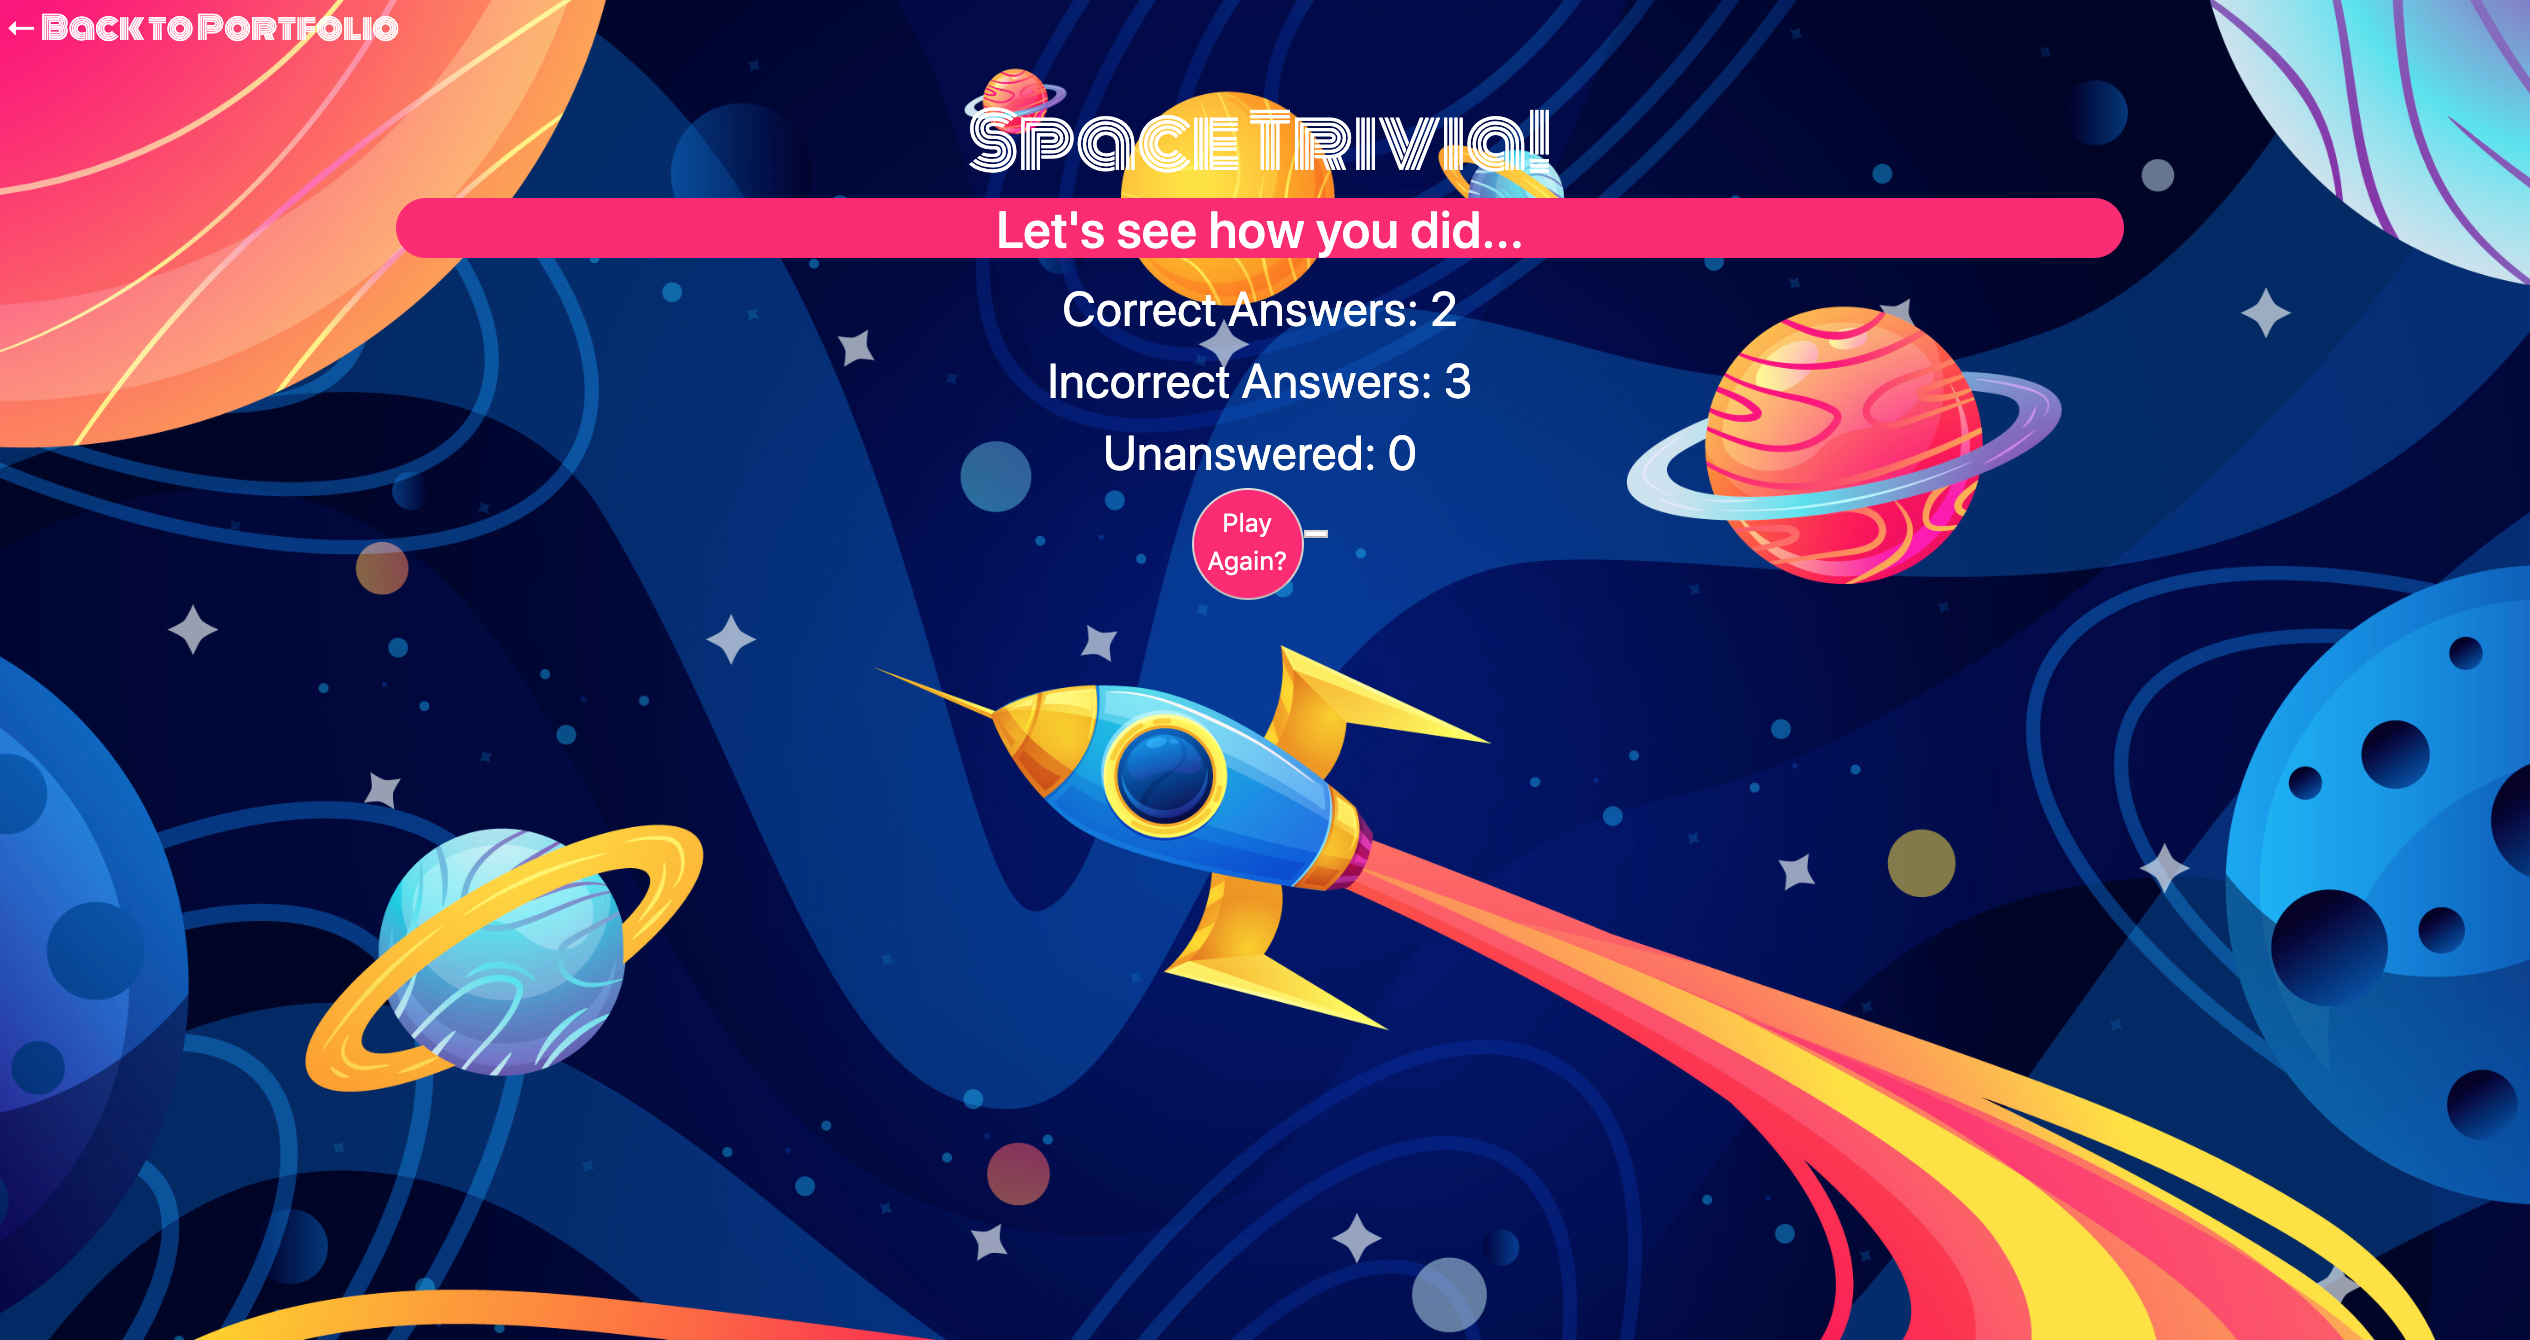 ← Back to Portfolio
Space Trivia!
Let's see how you did...
Correct Answers: 2
Incorrect Answers: 3
Unanswered: 0
Play
Again?